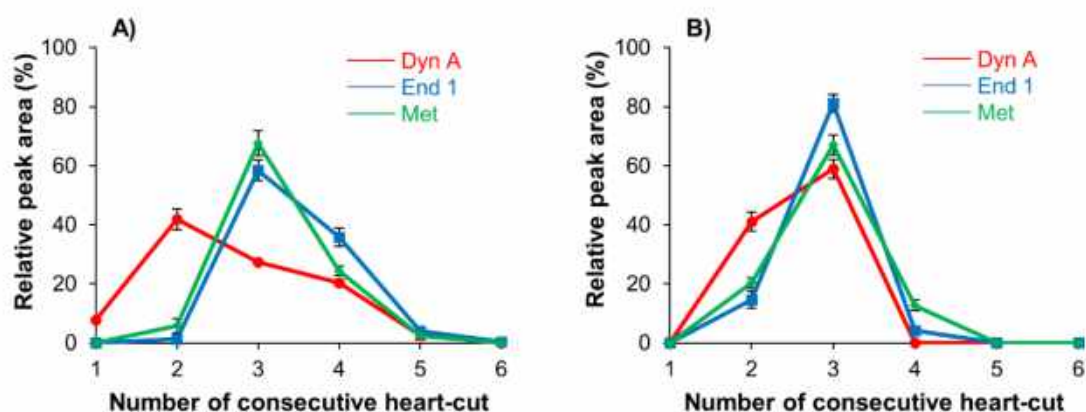 A)
Relative peak area (%)
100
80
60
40
20
0
Dyn A
End 1
Met
1 2 3 4 5 6
Number of consecutive heart-cut
B)
Relative peak area (%)
100
80
60
40
20
0
Dyn A
End 1
Met
1 2 3 4 5 6
Number of consecutive heart-cut